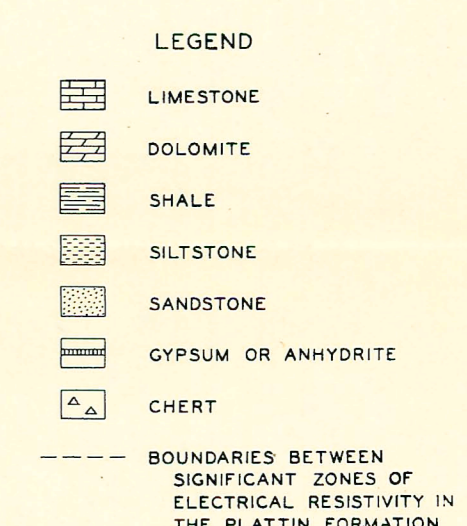 LEGEND
LIMESTONE
DOLOMITE
SHALE
SILTSTONE
SANDSTONE
GYPSUM OR ANHYDRITE
CHERT
BOUNDARIES BETWEEN
SIGNIFICANT ZONES OF
ELECTRICAL RESISTIVITY IN
THE PLATTIN FORMATION